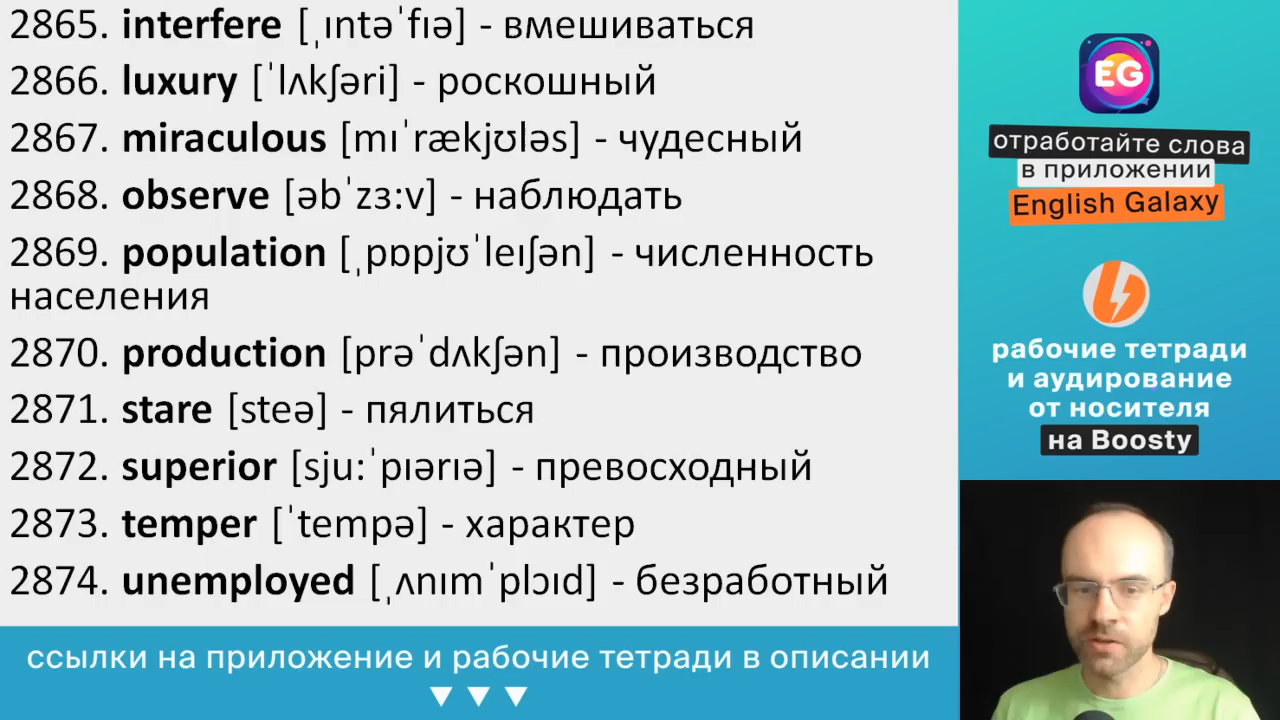 2865. interfere [ˌɪntəˈfɪə] - вмешиваться
2866. luxury [ˈlʌkʃəri] - роскошный
2867. miraculous [mɪˈrækjʊləs] - чудесный
2868. observe [əbˈzɜ:v] - наблюдать
2869. population [ˌpɒpjʊˈleɪʃən] - численность
населения
2870. production [prəˈdʌkʃən] - производство
2871. stare [steə] - пялиться
2872. superior [sju:ˈpɪərɪə] - превосходный
2873. temper [ˈtempə] - характер
2874. unemployed [ˌʌnɪmˈplɔɪd] - безработный
ссылки на приложение и рабочие тетради в описании
EG
отработайте слова
в приложении
English Galaxy
рабочие тетради
и аудирование
от носителя
на Boosty